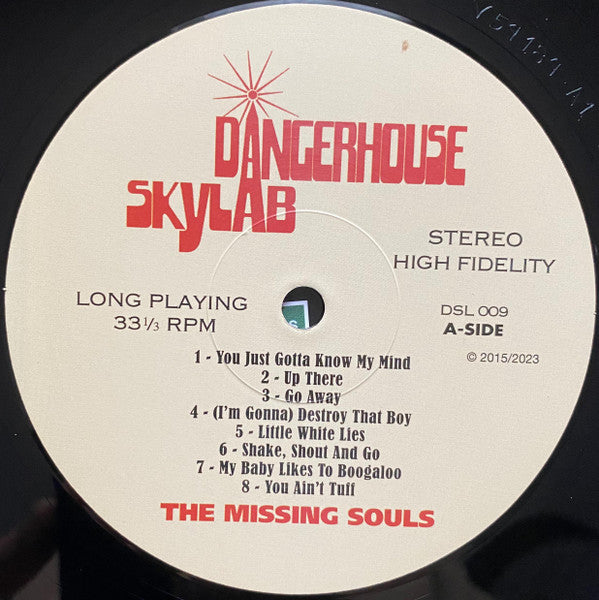 DANGERHOUSE
SKYLAB
STEREO
HIGH FIDELITY
LONG PLAYING
33 1/3 RPM
DSL 009
A-SIDE
© 2015/2023
1 - You Just Gotta Know My Mind
2 - Up There
3 - Go Away
4 - (I'm Gonna) Destroy That Boy
5 - Little White Lies
6 - Shake, Shout And Go
7 - My Baby Likes To Boogaloo
8 - You Ain't Tuff
THE MISSING SOULS